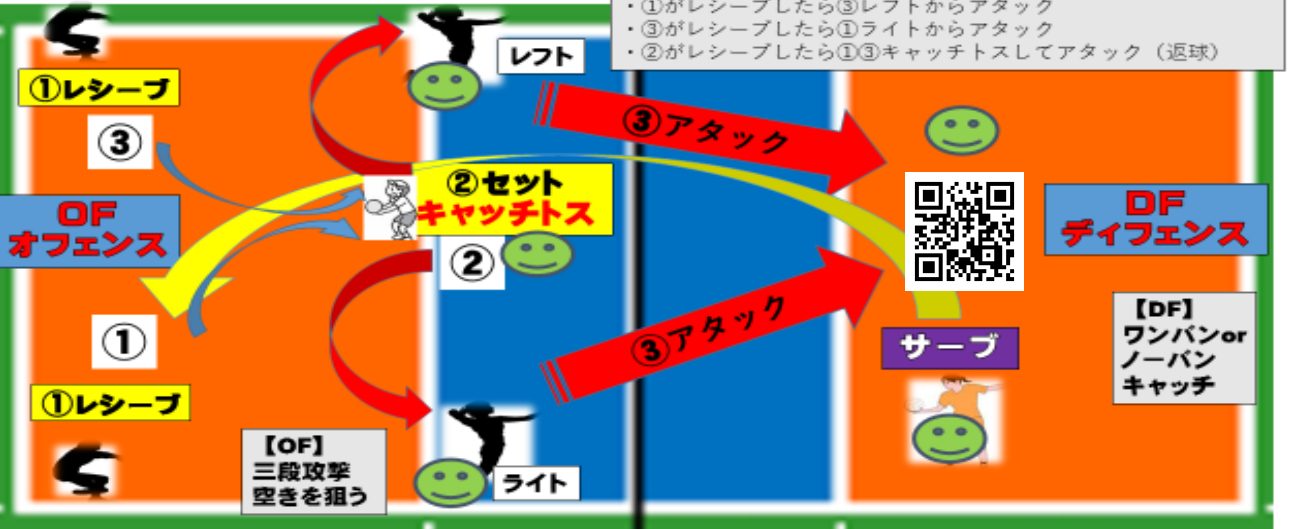 ・①がレシーブしたら③レフトからアタック
・③がレシーブしたら①ライトからアタック
・②がレシーブしたら①③キャッチトスしてアタック（返球）
レフト
①レシーブ
③
③アタック
②セット
キャッチトス
OF
オフェンス
DF
ディフェンス
②
①
③アタック
サーブ
【DF】
ワンバンor
ノーバン
キャッチ
①レシーブ
【OF】
三段攻撃
空きを狙う
ライト